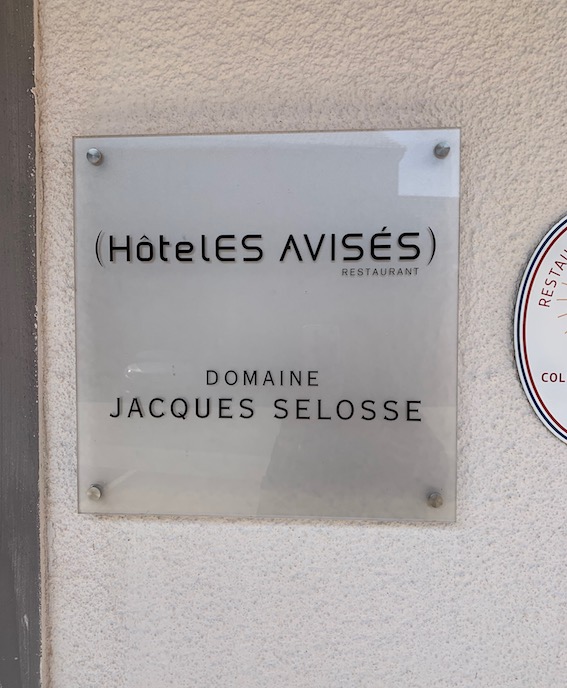 (HôtelES AVISÉS)
RESTAURANT
DOMAINE
JACQUES SELOSSE